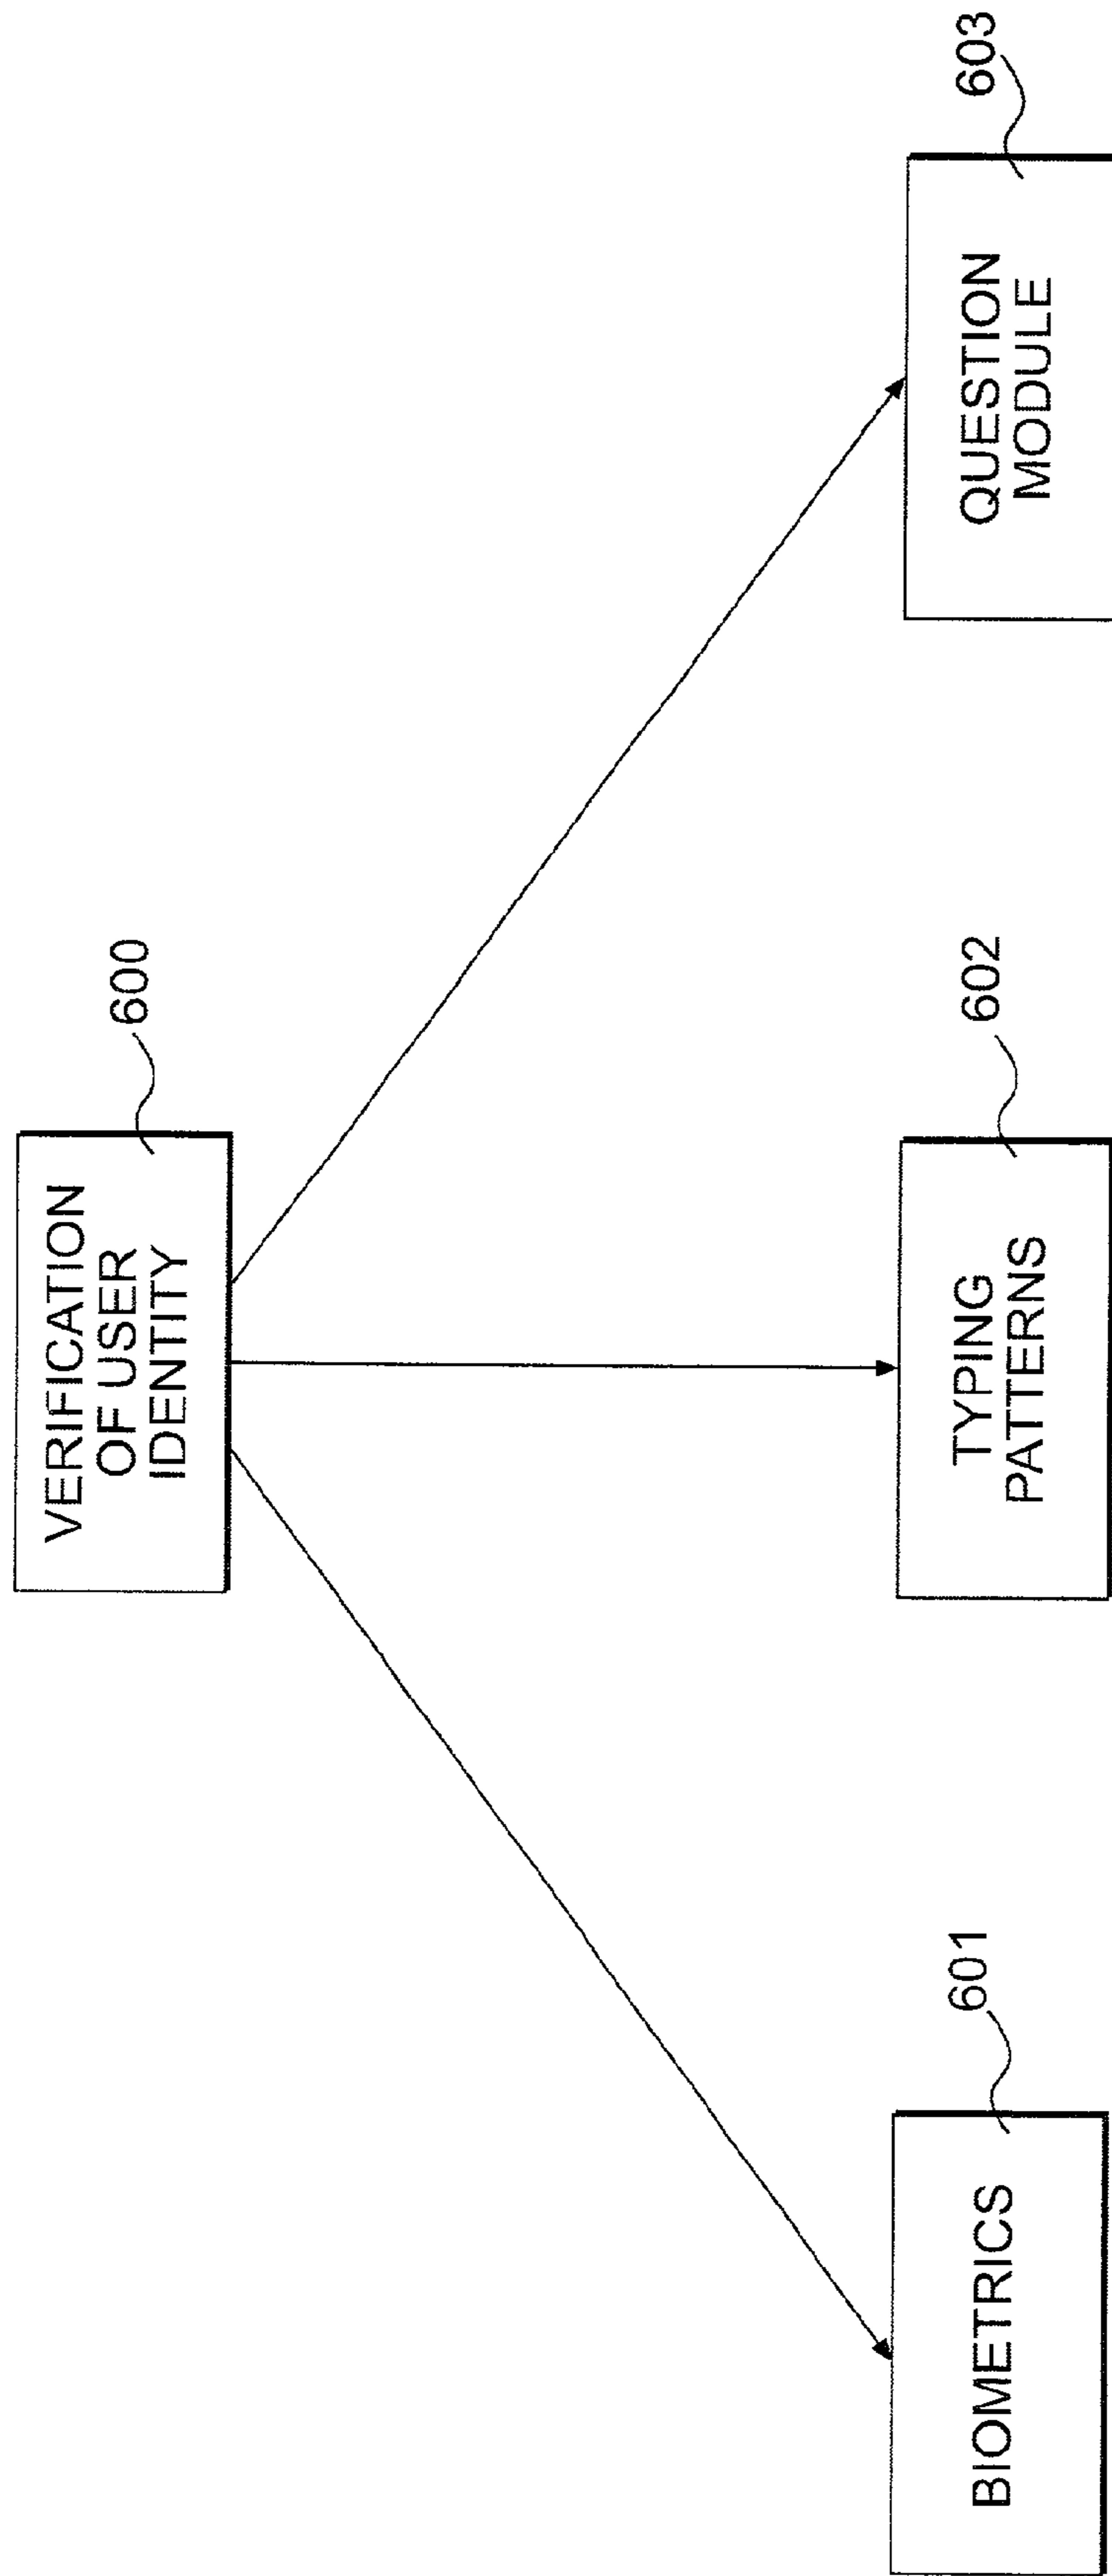 VERIFICATION
OF USER
IDENTITY
600
BIOMETRICS
601
TYPING
PATTERNS
602
QUESTION
MODULE
603